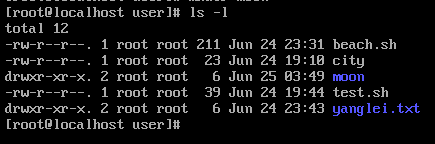 [root@localhost user]# ls -l
total 12
-rw-r--r--. 1 root root 211 Jun 24 23:31 beach.sh
-rw-r--r--. 1 root root  23 Jun 24 19:10 city
drwxr-xr-x. 2 root root   6 Jun 25 03:49 moon
-rw-r--r--. 1 root root  39 Jun 24 19:44 test.sh
drwxr-xr-x. 2 root root   6 Jun 24 23:43 yanglei.txt
[root@localhost user]#